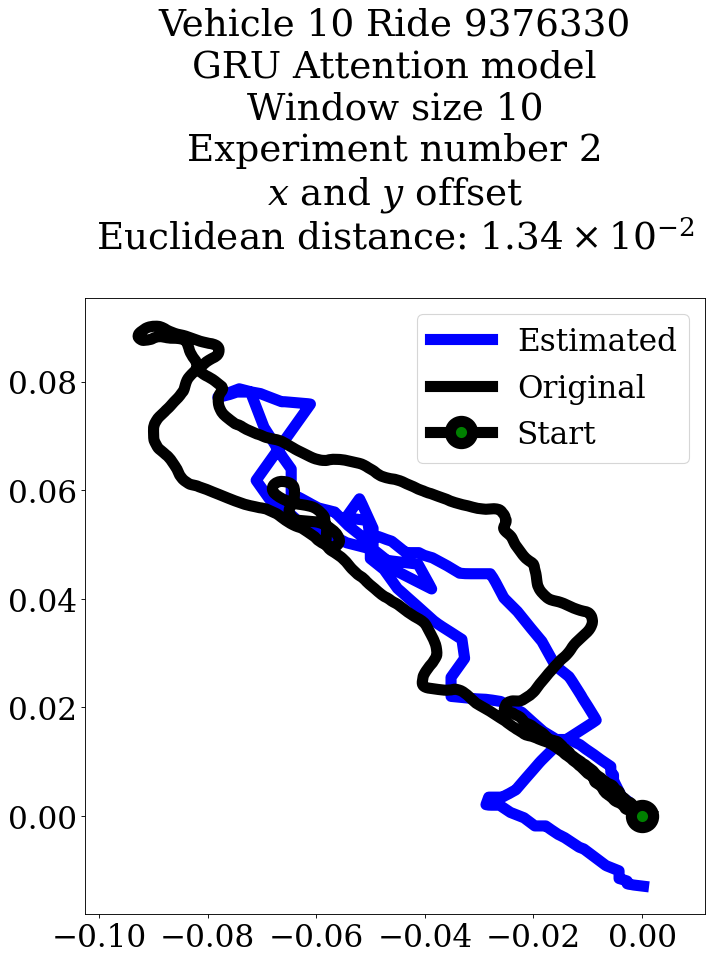 Vehicle 10 Ride 9376330
GRU Attention model
Window size 10
Experiment number 2
x and y offset
Euclidean distance: 1.34 × 10⁻²
Estimated
Original
Start
0.08
0.06
0.04
0.02
0.00
−0.10 −0.08 −0.06 −0.04 −0.02 0.00